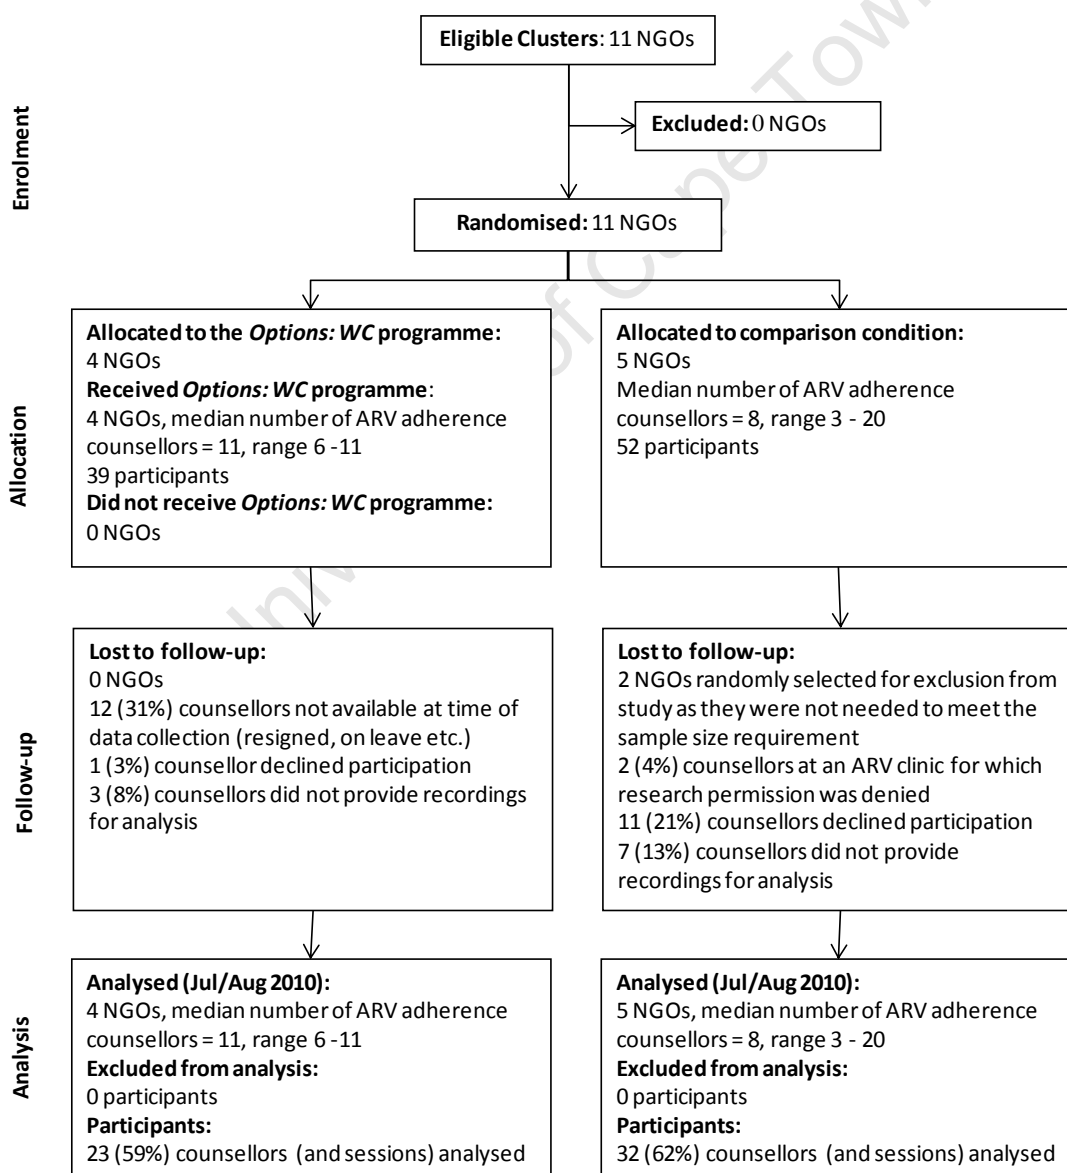 Eligible Clusters: 11 NGOs
Excluded: 0 NGOs
Enrolment
Randomised: 11 NGOs
Allocation
Allocated to the Options: WC programme:
4 NGOs
Received Options: WC programme:
4 NGOs, median number of ARV adherence
counsellors = 11, range 6 -11
39 participants
Did not receive Options: WC programme:
0 NGOs
Allocated to comparison condition:
5 NGOs
Median number of ARV adherence
counsellors = 8, range 3 - 20
52 participants
Follow-up
Lost to follow-up:
0 NGOs
12 (31%) counsellors not available at time of
data collection (resigned, on leave etc.)
1 (3%) counsellor declined participation
3 (8%) counsellors did not provide recordings
for analysis
Lost to follow-up:
2 NGOs randomly selected for exclusion from
study as they were not needed to meet the
sample size requirement
2 (4%) counsellors at an ARV clinic for which
research permission was denied
11 (21%) counsellors declined participation
7 (13%) counsellors did not provide
recordings for analysis
Analysis
Analysed (Jul/Aug 2010):
4 NGOs, median number of ARV adherence
counsellors = 11, range 6 -11
Excluded from analysis:
0 participants
Participants:
23 (59%) counsellors (and sessions) analysed
Analysed (Jul/Aug 2010):
5 NGOs, median number of ARV adherence
counsellors = 8, range 3 - 20
Excluded from analysis:
0 participants
Participants:
32 (62%) counsellors (and sessions) analysed
of Cape Town